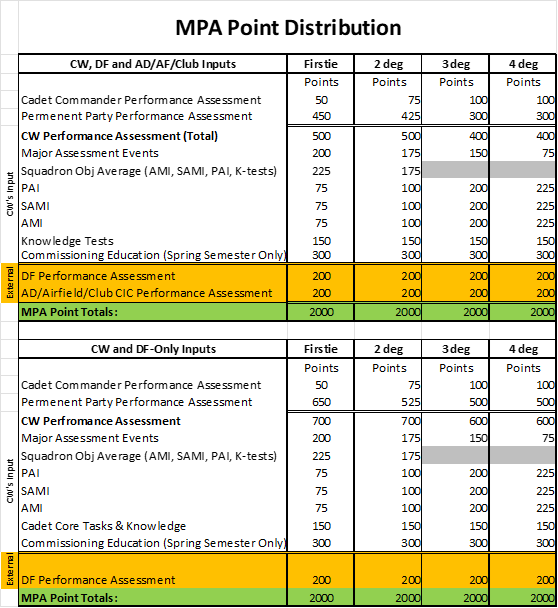 MPA Point Distribution
CW, DF and AD/AF/Club Inputs Firstie 2 deg 3 deg 4 deg
Points Points Points Points
Cadet Commander Performance Assessment 50 75 100 100
Permenent Party Performance Assessment 450 425 300 300
CW Performance Assessment (Total) 500 500 400 400
Major Assessment Events 200 175 150 75
Squadron Obj Average (AMI, SAMI, PAI, K-tests) 225 175
PAI 75 100 200 225
SAMI 75 100 200 225
AMI 75 100 200 225
Knowledge Tests 150 150 150 150
Commissioning Education (Spring Semester Only) 300 300 300 300
CW's Input
DF Performance Assessment 200 200 200 200
AD/Airfield/Club CIC Performance Assessment 200 200 200 200
External
MPA Point Totals: 2000 2000 2000 2000
CW and DF-Only Inputs Firstie 2 deg 3 deg 4 deg
Points Points Points Points
Cadet Commander Performance Assessment 50 75 100 100
Permenent Party Performance Assessment 650 525 500 500
CW Perfromance Assessment 700 700 600 600
Major Assessment Events 200 175 150 75
Squadron Obj Average (AMI, SAMI, PAI, K-tests) 225 175
PAI 75 100 200 225
SAMI 75 100 200 225
AMI 75 100 200 225
Cadet Core Tasks & Knowledge 150 150 150 150
Commissioning Education (Spring Semester Only) 300 300 300 300
CW's Input
DF Performance Assessment 200 200 200 200
External
MPA Point Totals: 2000 2000 2000 2000